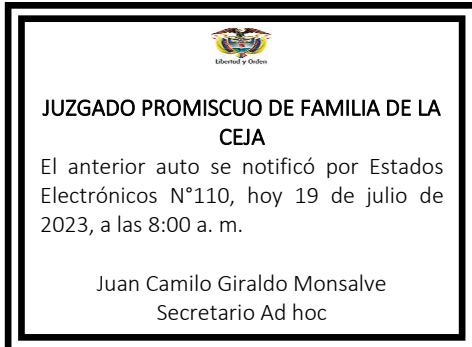 Libertad y Orden
JUZGADO PROMISCUO DE FAMILIA DE LA
CEJA
El anterior auto se notificó por Estados
Electrónicos N°110, hoy 19 de julio de
2023, a las 8:00 a. m.
Juan Camilo Giraldo Monsalve
Secretario Ad hoc